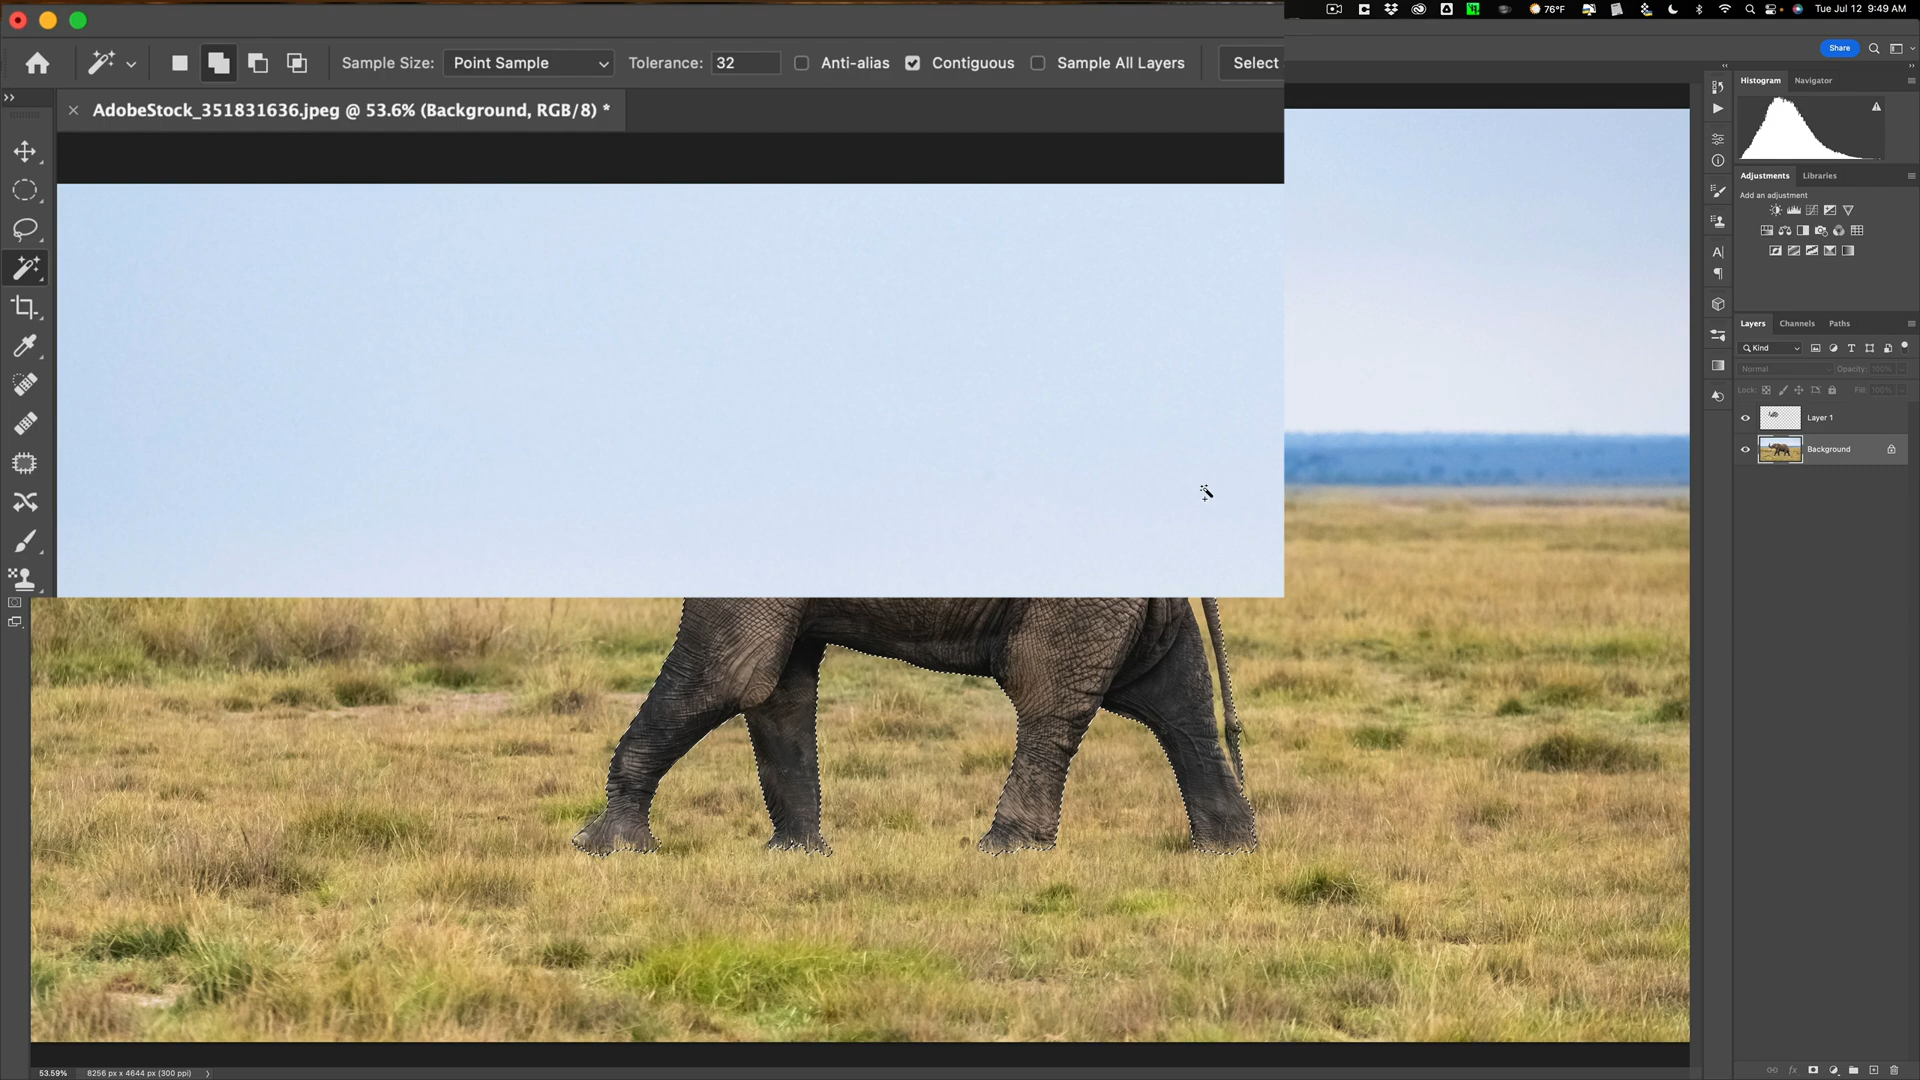 76°F
Tue Jul 12 9:49 AM
Share
Sample Size: Point Sample Tolerance: 32 Anti-alias Contiguous Sample All Layers Select
AdobeStock_351831636.jpeg @ 53.6% (Background, RGB/8) *
Histogram Navigator
Adjustments Libraries
Add an adjustment
Layers Channels Paths
Kind
Normal Opacity: 100%
Lock: Fill: 100%
Layer 1
Background
53.59% 8256 px x 4644 px (300 ppi)